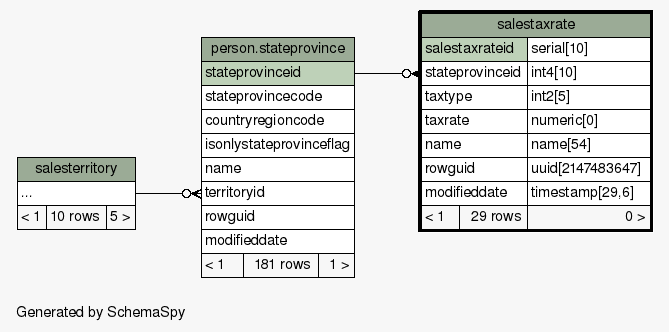 salestaxrate
salestaxrateid serial[10]
stateprovinceid int4[10]
taxtype int2[5]
taxrate numeric[0]
name name[54]
rowguid uuid[2147483647]
modifieddate timestamp[29,6]
< 1 29 rows 0 >
person.stateprovince
stateprovinceid
stateprovincecode
countryregioncode
isonlystateprovinceflag
name
territoryid
rowguid
modifieddate
< 1 181 rows 1 >
salesterritory
...
< 1 10 rows 5 >
Generated by SchemaSpy